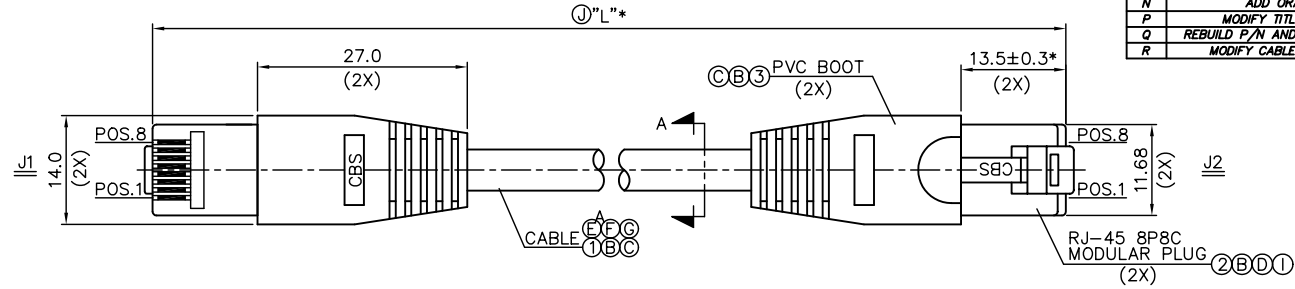 Ⓙ"L"*
N ADD
P MODIFY
Q REBUILD P/N AND
R MODIFY CABLE
27.0
(2X)
ⒸⒷ③ PVC BOOT
(2X)
13.5±0.3*
(2X)
A
J1
14.0
(2X)
POS.8
POS.1
CBS
CBS
POS.8
POS.1
11.68
(2X)
J2
A
CABLE ⒺⒻⒼ
①ⒷⒸ
RJ-45 8P8C
MODULAR PLUG ②ⒷⒹⒾ
(2X)